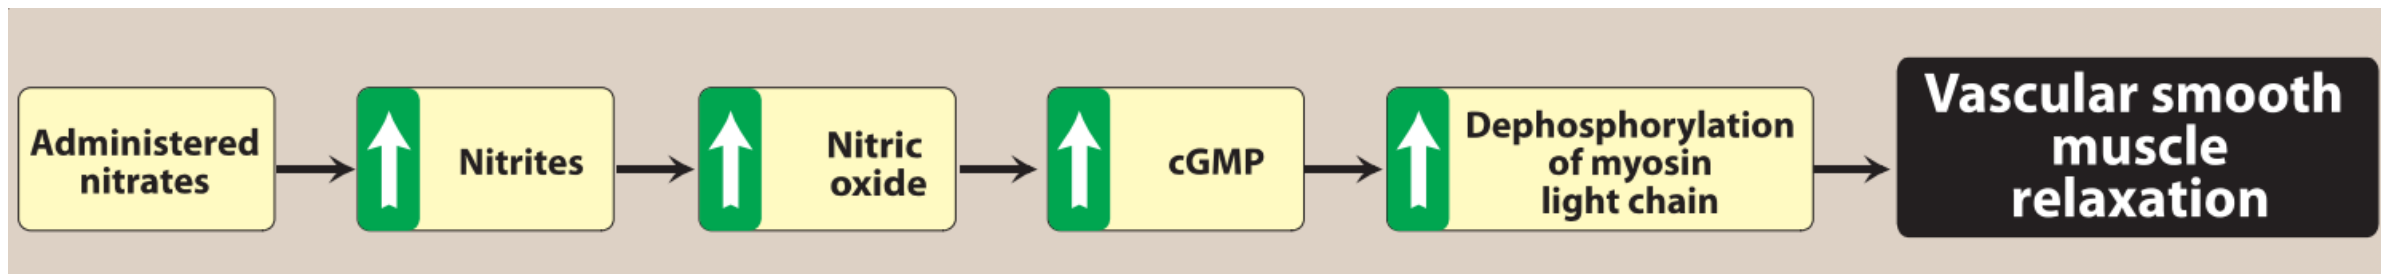 Administered
nitrates
Nitrites
Nitric
oxide
cGMP
Dephosphorylation
of myosin
light chain
Vascular smooth
muscle
relaxation